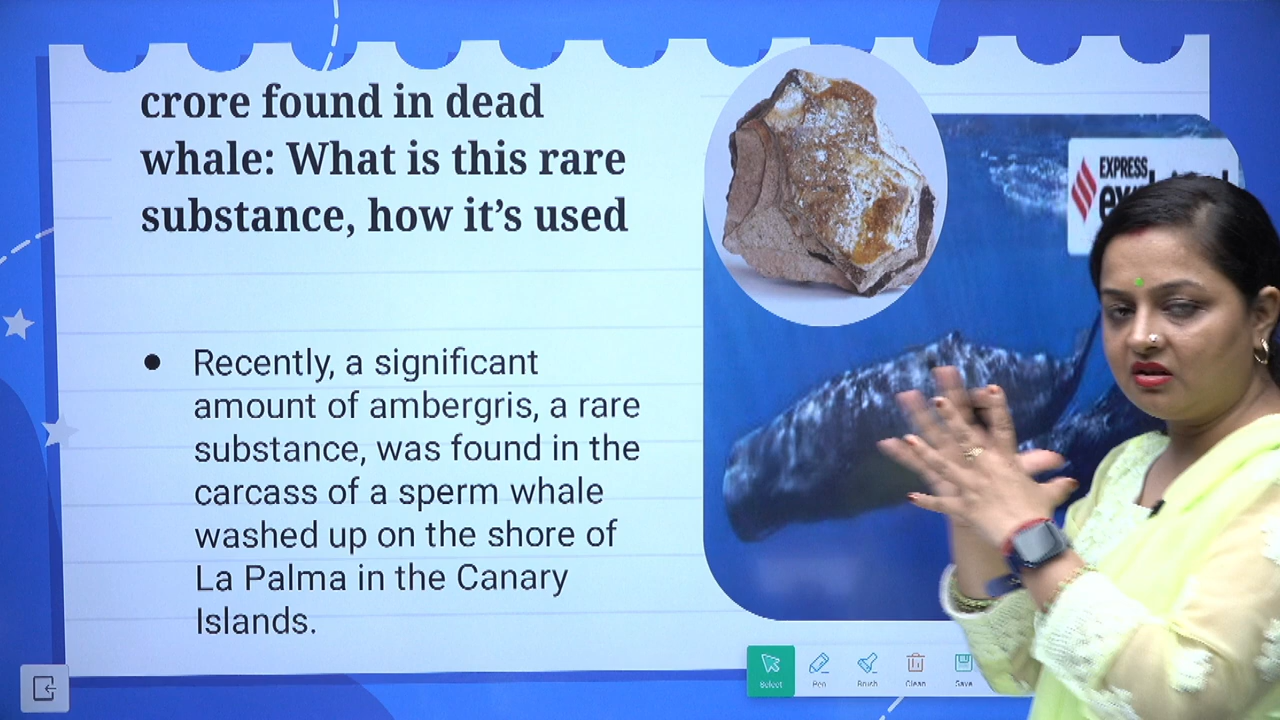 crore found in dead
whale: What is this rare
substance, how it’s used
EXPRESS
● Recently, a significant
amount of ambergris, a rare
substance, was found in the
carcass of a sperm whale
washed up on the shore of
La Palma in the Canary
Islands.
Select Pen Brush Clean Save